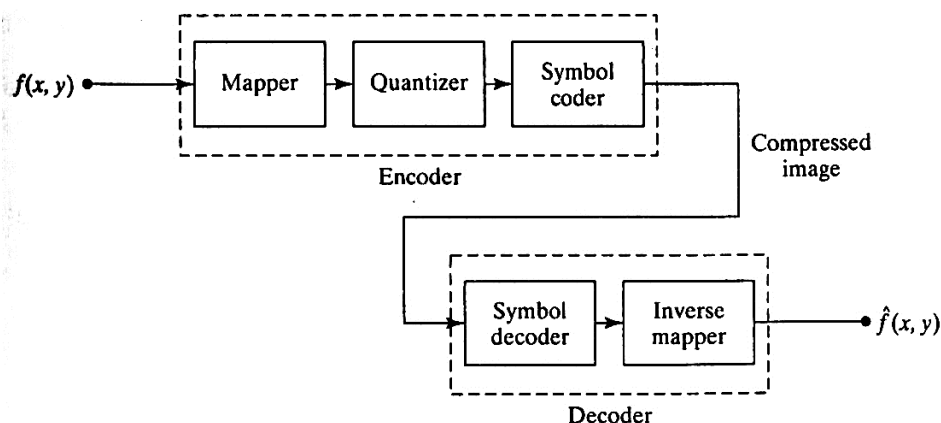 f(x, y)
Mapper
Quantizer
Symbol
coder
Encoder
Compressed
image
Symbol
decoder
Inverse
mapper
f̂(x, y)
Decoder